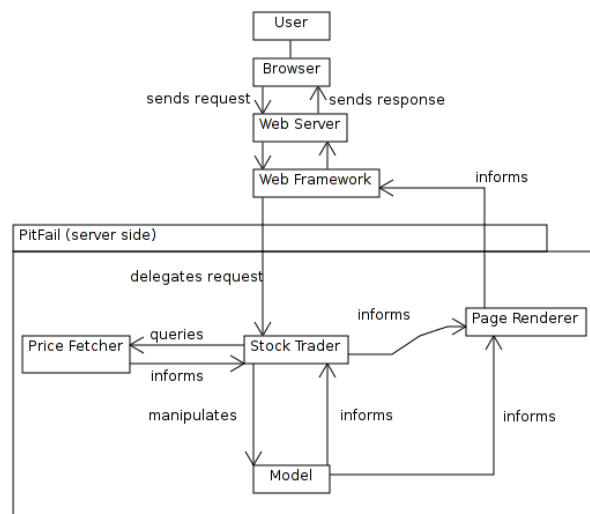 User
Browser
sends request
sends response
Web Server
Web Framework
informs
PitFail (server side)
delegates request
informs
Page Renderer
queries
Price Fetcher
Stock Trader
informs
manipulates
informs
informs
Model